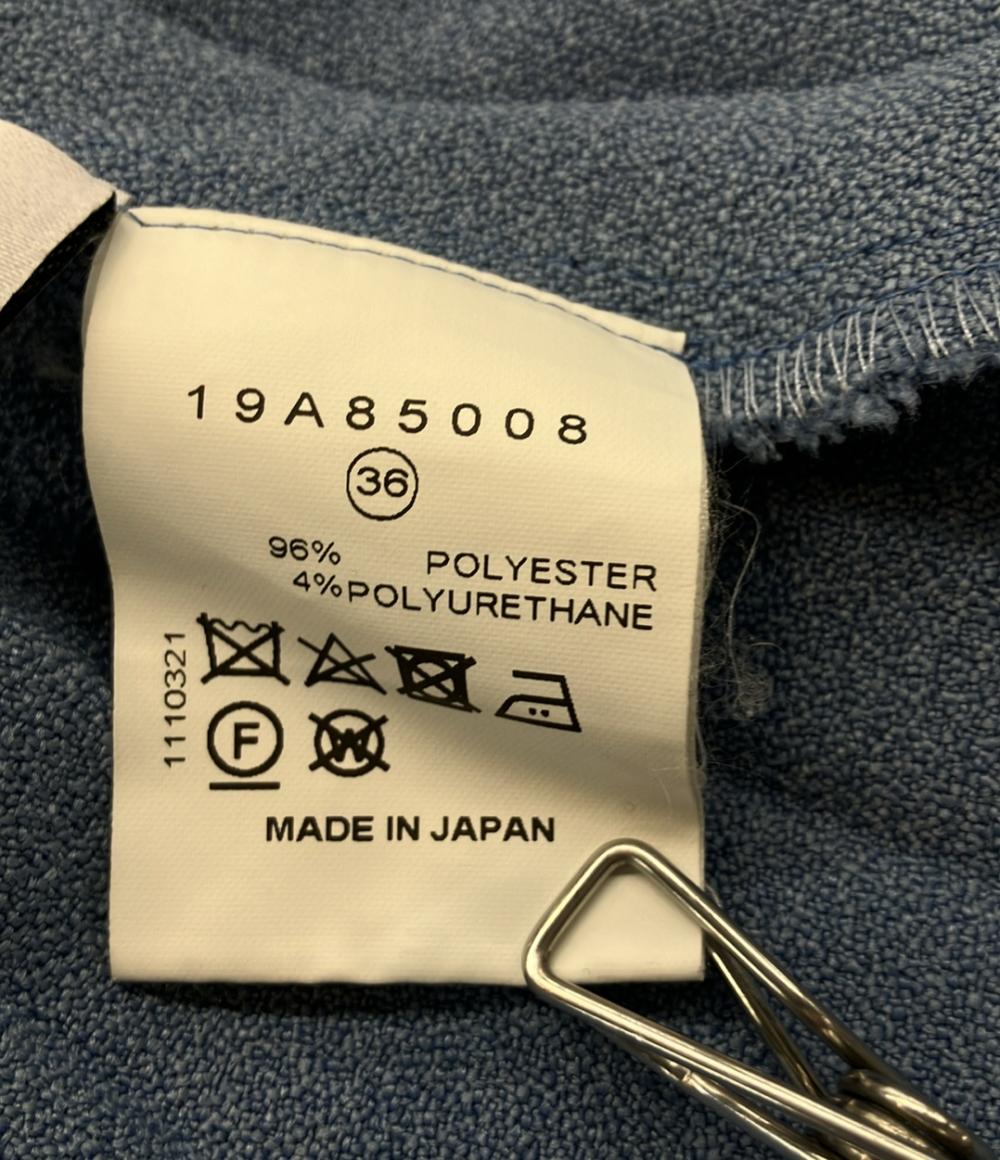 19A85008
36
96% POLYESTER
4% POLYURETHANE
1110321
F W
MADE IN JAPAN